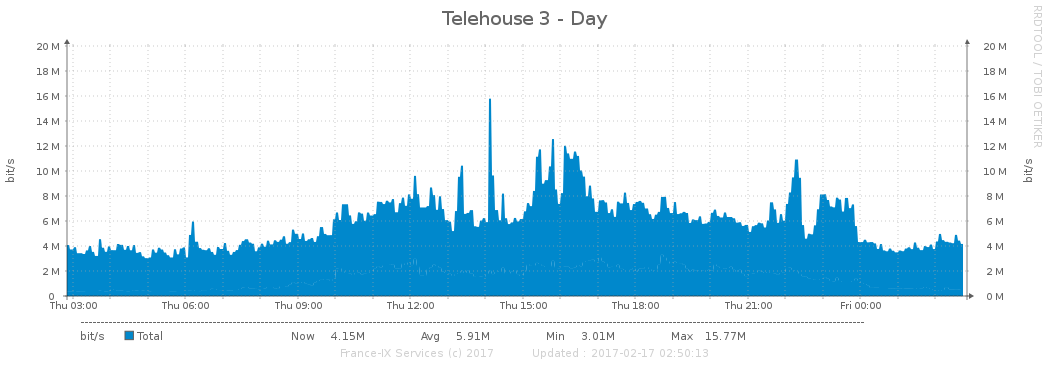 Telehouse 3 - Day
RRDTOOL / TOBI OETIKER
20 M 20 M
18 M 18 M
16 M 16 M
14 M 14 M
12 M 12 M
10 M 10 M
8 M 8 M
6 M 6 M
4 M 4 M
2 M 2 M
0 0 M
bit/s bit/s
Thu 03:00 Thu 06:00 Thu 09:00 Thu 12:00 Thu 15:00 Thu 18:00 Thu 21:00 Fri 00:00
bit/s Total Now 4.15M Avg 5.91M Min 3.01M Max 15.77M
France-IX Services (c) 2017 Updated : 2017-02-17 02:50:13